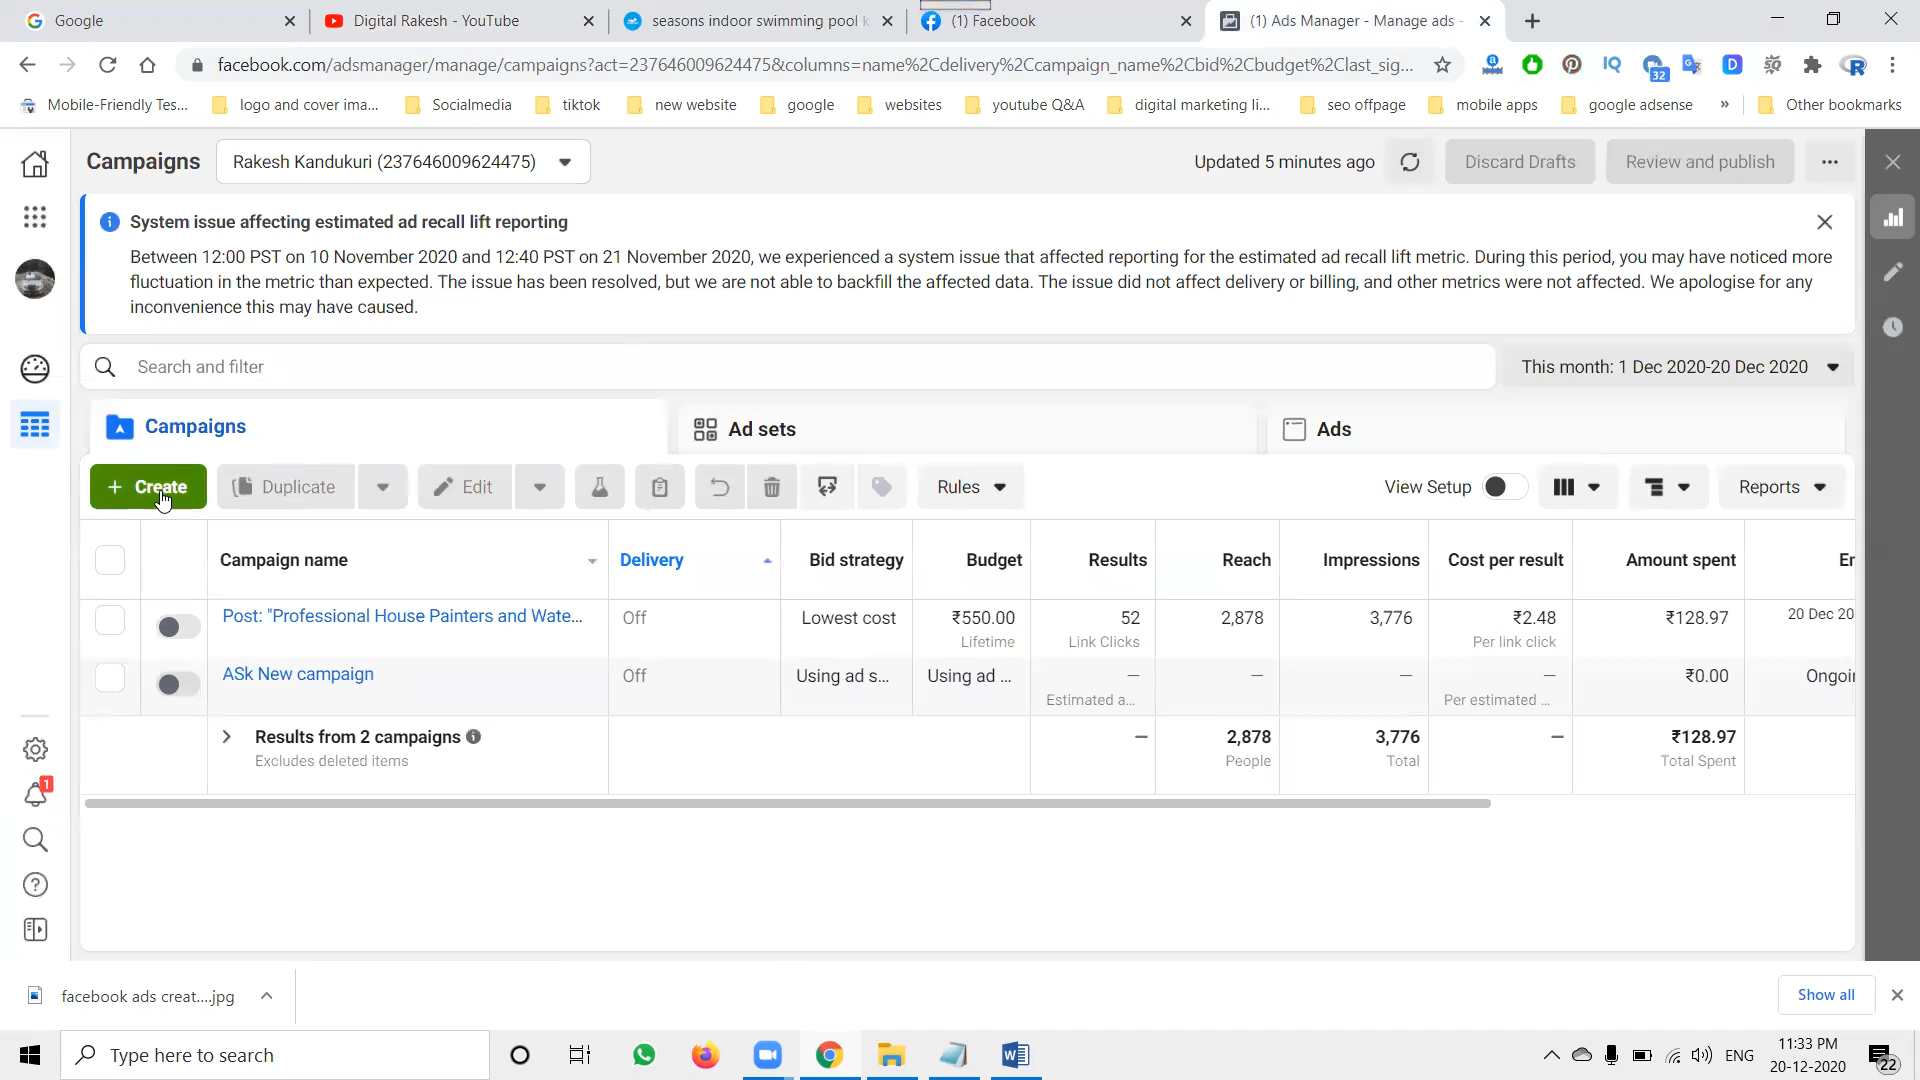 Google
Digital Rakesh - YouTube
seasons indoor swimming pool k
(1) Facebook
(1) Ads Manager - Manage ads -
facebook.com/adsmanager/manage/campaigns?act=237646009624475&columns=name%2Cdelivery%2Ccampaign_name%2Cbid%2Cbudget%2Clast_sig...
32
Mobile-Friendly Tes...
logo and cover ima...
Socialmedia
tiktok
new website
google
websites
youtube Q&A
digital marketing li...
seo offpage
mobile apps
google adsense
»
Other bookmarks
Campaigns
Rakesh Kandukuri (237646009624475)
Updated 5 minutes ago
Discard Drafts
Review and publish
System issue affecting estimated ad recall lift reporting
Between 12:00 PST on 10 November 2020 and 12:40 PST on 21 November 2020, we experienced a system issue that affected reporting for the estimated ad recall lift metric. During this period, you may have noticed more
fluctuation in the metric than expected. The issue has been resolved, but we are not able to backfill the affected data. The issue did not affect delivery or billing, and other metrics were not affected. We apologise for any
inconvenience this may have caused.
Search and filter
This month: 1 Dec 2020-20 Dec 2020
Campaigns
Ad sets
Ads
+ Create
Duplicate
Edit
Rules
View Setup
Reports
Campaign name
Delivery
Bid strategy
Budget
Results
Reach
Impressions
Cost per result
Amount spent
En
Post: "Professional House Painters and Wate...
Off
Lowest cost
₹550.00
Lifetime
52
Link Clicks
2,878
3,776
₹2.48
Per link click
₹128.97
20 Dec 20
ASk New campaign
Off
Using ad s...
Using ad ...
—
Estimated a...
—
—
—
Per estimated ...
₹0.00
Ongoin
Results from 2 campaigns
Excludes deleted items
—
2,878
People
3,776
Total
—
₹128.97
Total Spent
1
facebook ads creat....jpg
Show all
Type here to search
ENG
11:33 PM
20-12-2020
22